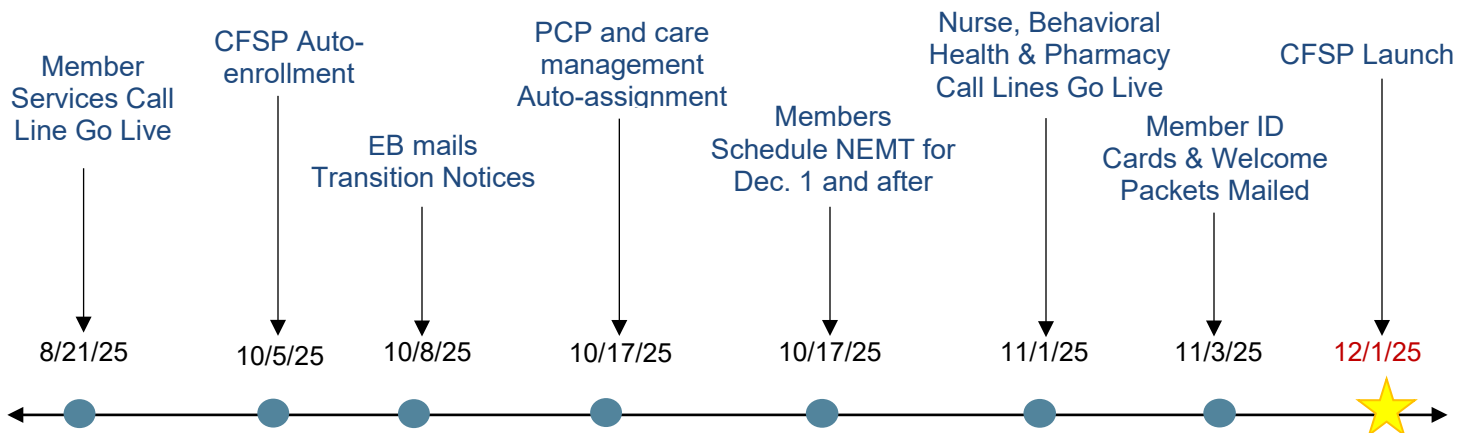 Member
Services Call
Line Go Live
CFSP Auto-
enrollment
EB mails
Transition Notices
PCP and care
management
Auto-assignment
Members
Schedule NEMT for
Dec. 1 and after
Nurse, Behavioral
Health & Pharmacy
Call Lines Go Live
Member ID
Cards & Welcome
Packets Mailed
CFSP Launch
8/21/25
10/5/25
10/8/25
10/17/25
10/17/25
11/1/25
11/3/25
12/1/25